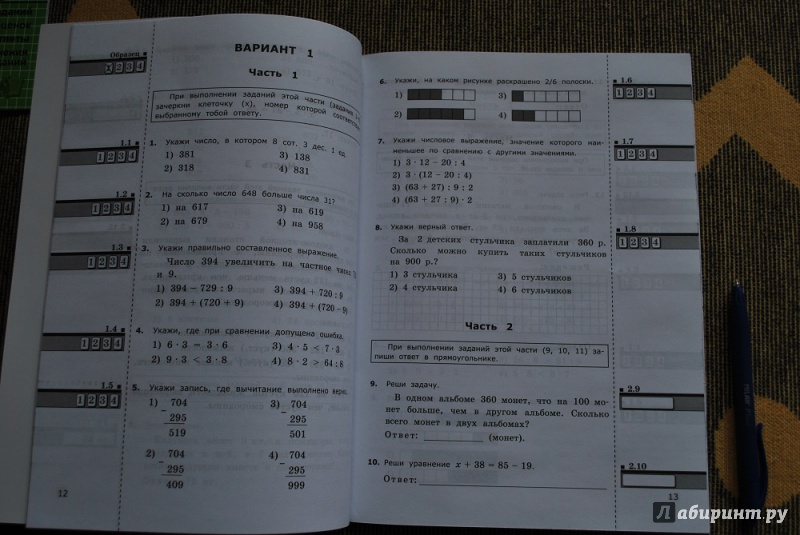 Образец
X 2 3 4
ВАРИАНТ 1
Часть 1
При выполнении заданий этой части (задания
зачеркни клеточку (x), номер которой
выбранному тобой ответу.
1.1
1 2 3 4
1. Укажи число, в котором 8 сот. 3 дес. 1 ед.
1) 381 3) 138
2) 318 4) 831
1.2
1 2 3 4
2. На сколько число 648 больше числа 31?
1) на 617 3) на 619
2) на 679 4) на 958
1.3
1 2 3 4
3. Укажи правильно составленное выражение.
Число 394 увеличить на частное чисел
и 9.
1) 394 − 729 : 9 3) 394 + 720 : 9
2) 394 + (720 + 9) 4) 394 + (720 − 9)
1.4
1 2 3 4
4. Укажи, где при сравнении допущена ошибка.
1) 6 · 3 = 3 · 6 3) 4 · 5 < 7 · 3
2) 9 · 3 < 3 · 8 4) 8 · 2 > 64 : 8
1.5
1 2 3 4
5. Укажи запись, где вычитание выполнено верно.
1) 704 3) 704
− 295 − 295
519 501
2) 704 4) 704
− 295 − 295
409 999
12
6. Укажи, на каком рисунке раскрашено 2/6 полоски.
1) 3)
2) 4)
1.6
1 2 3 4
7. Укажи числовое выражение, значение которого наи-
меньшее по сравнению с другими значениями.
1) 3 · 12 − 20 : 4
2) 3 · (12 − 20 : 4)
3) (63 + 27) : 9 : 2
4) (63 + 27 : 9) · 2
1.7
1 2 3 4
8. Укажи верный ответ.
За 2 детских стульчика заплатили 360 р.
Сколько можно купить таких стульчиков
на 900 р.?
1) 3 стульчика 3) 5 стульчиков
2) 4 стульчика 4) 6 стульчиков
1.8
1 2 3 4
Часть 2
При выполнении заданий этой части (9, 10, 11) за-
пиши ответ в прямоугольнике.
9. Реши задачу.
В одном альбоме 360 монет, что на 100 мо-
нет больше, чем в другом альбоме. Сколько
всего монет в двух альбомах?
Ответ: (монет).
2.9
10. Реши уравнение x + 38 = 85 − 19.
Ответ:
2.10
13
Лабиринт.ру